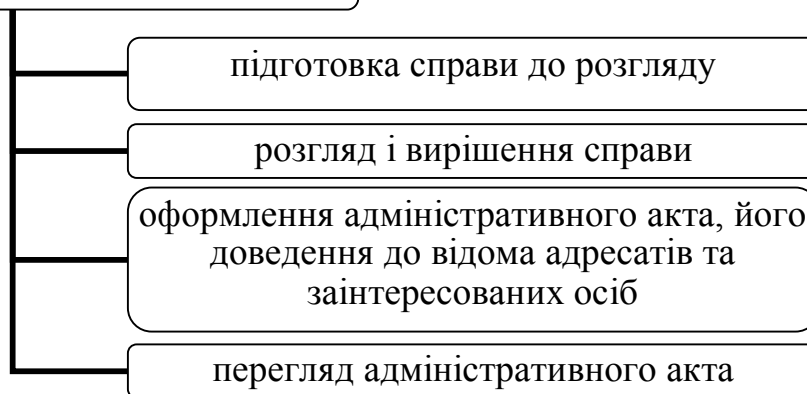 підготовка справи до розгляду
розгляд і вирішення справи
оформлення адміністративного акта, його
доведення до відома адресатів та
заінтересованих осіб
перегляд адміністративного акта